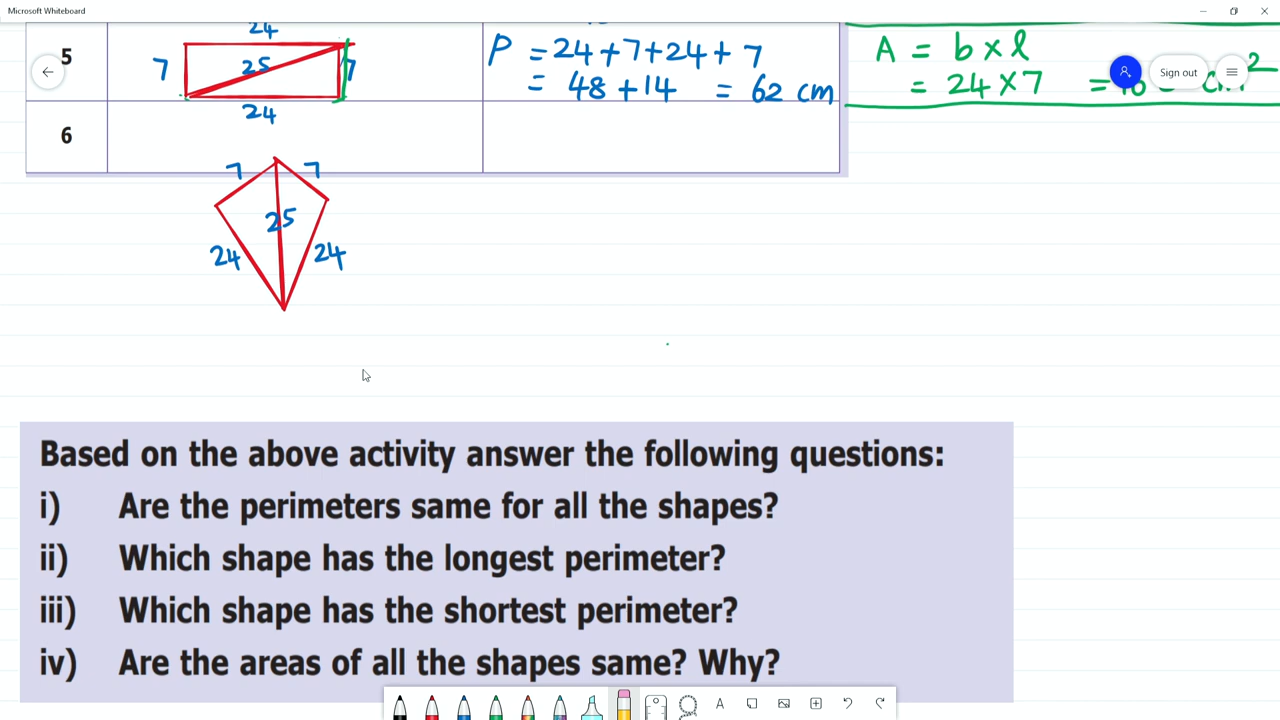 Microsoft Whiteboard
24
5
7
25
7
P = 24+7+24+ 7
A = b x l
Sign out
24
= 48 +14 = 62 cm
= 24 X 7
6
7
7
25
24
24
Based on the above activity answer the following questions:
i) Are the perimeters same for all the shapes?
ii) Which shape has the longest perimeter?
iii) Which shape has the shortest perimeter?
iv) Are the areas of all the shapes same? Why?
A